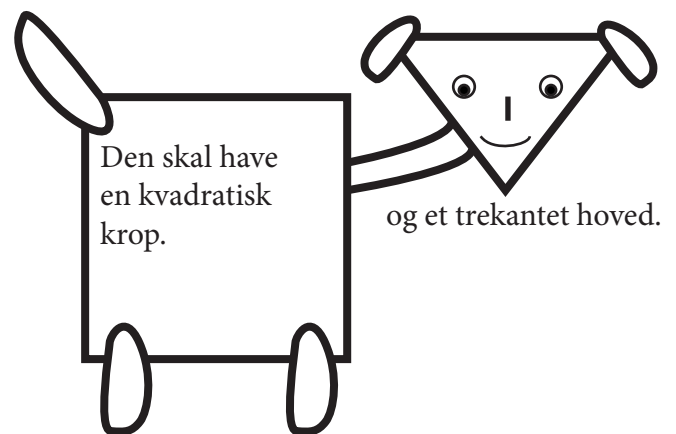 Den skal have
en kvadratisk
krop.
og et trekantet hoved.